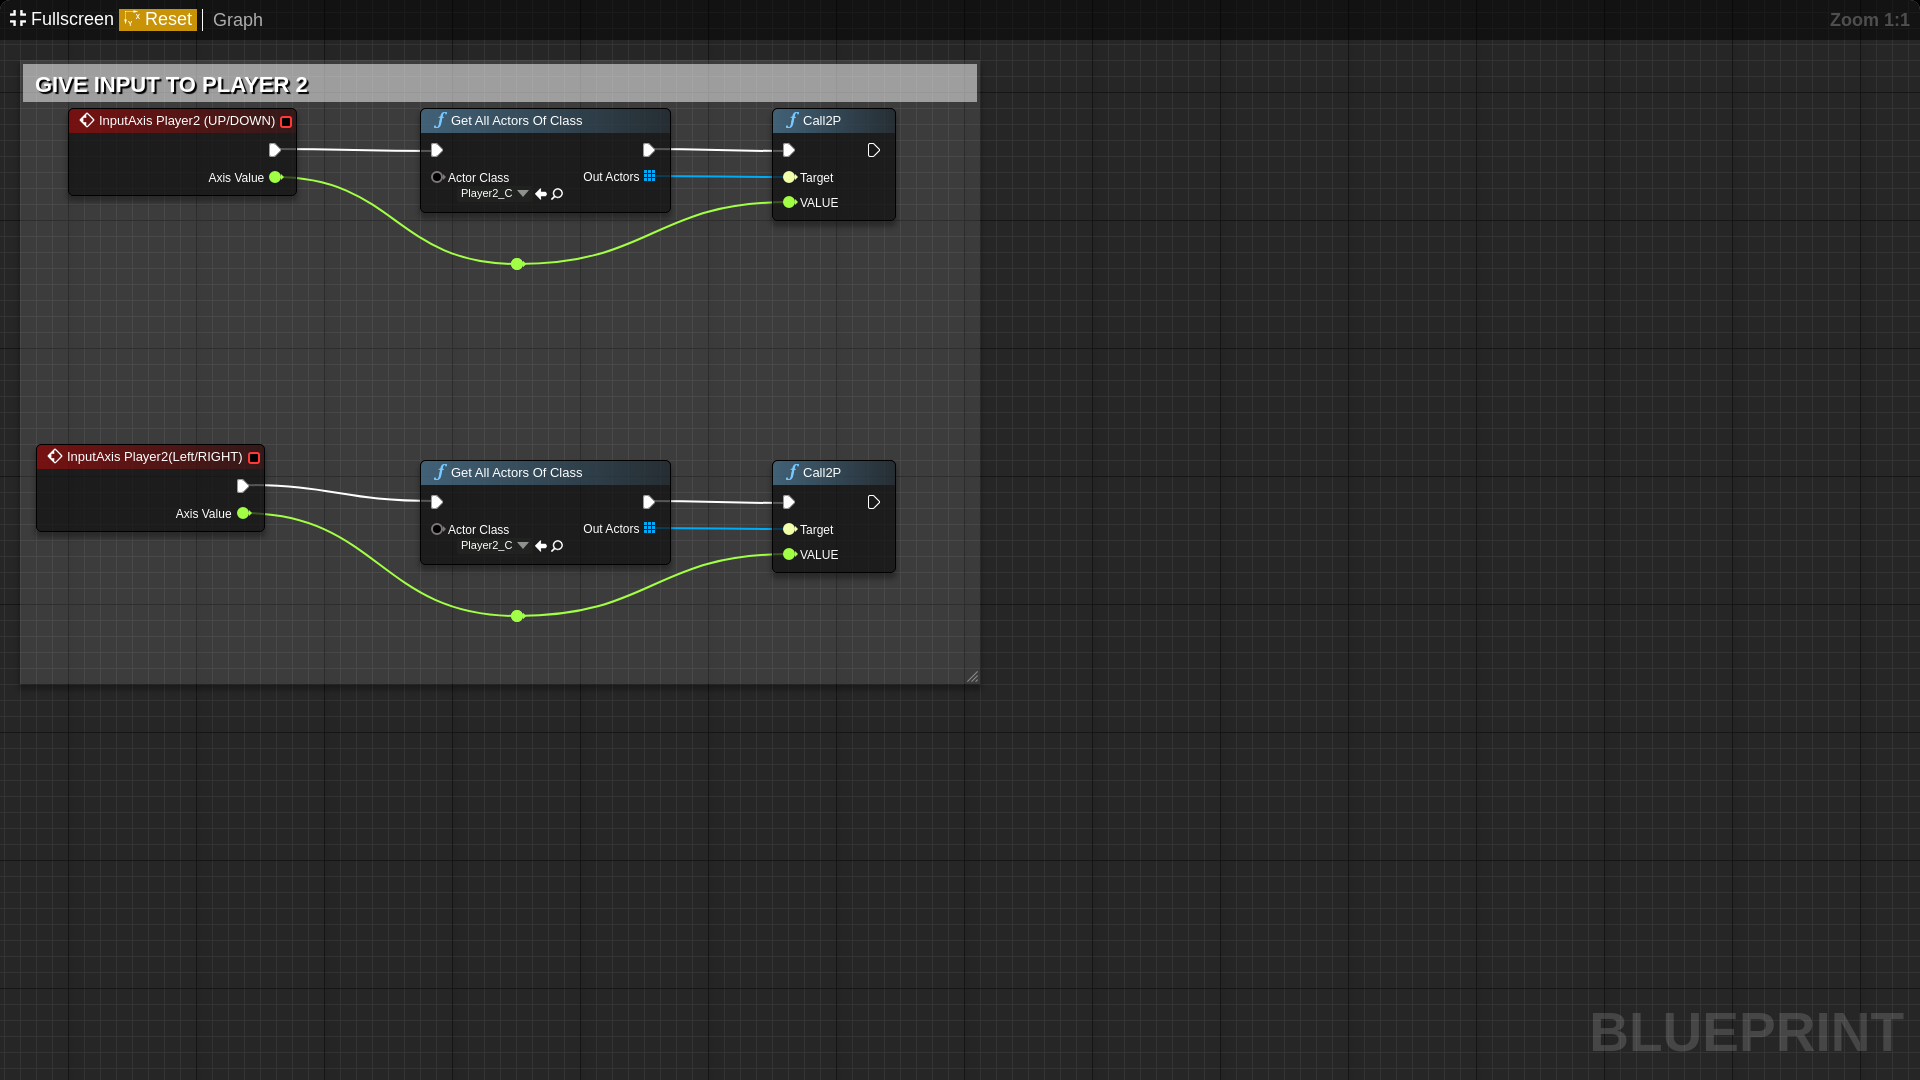 Fullscreen Reset Graph Zoom 1:1
GIVE INPUT TO PLAYER 2
InputAxis Player2 (UP/DOWN)
Axis Value
Get All Actors Of Class
Actor Class
Player2_C
Out Actors
Call2P
Target
VALUE
InputAxis Player2(Left/RIGHT)
Axis Value
Get All Actors Of Class
Actor Class
Player2_C
Out Actors
Call2P
Target
VALUE
BLUEPRINT